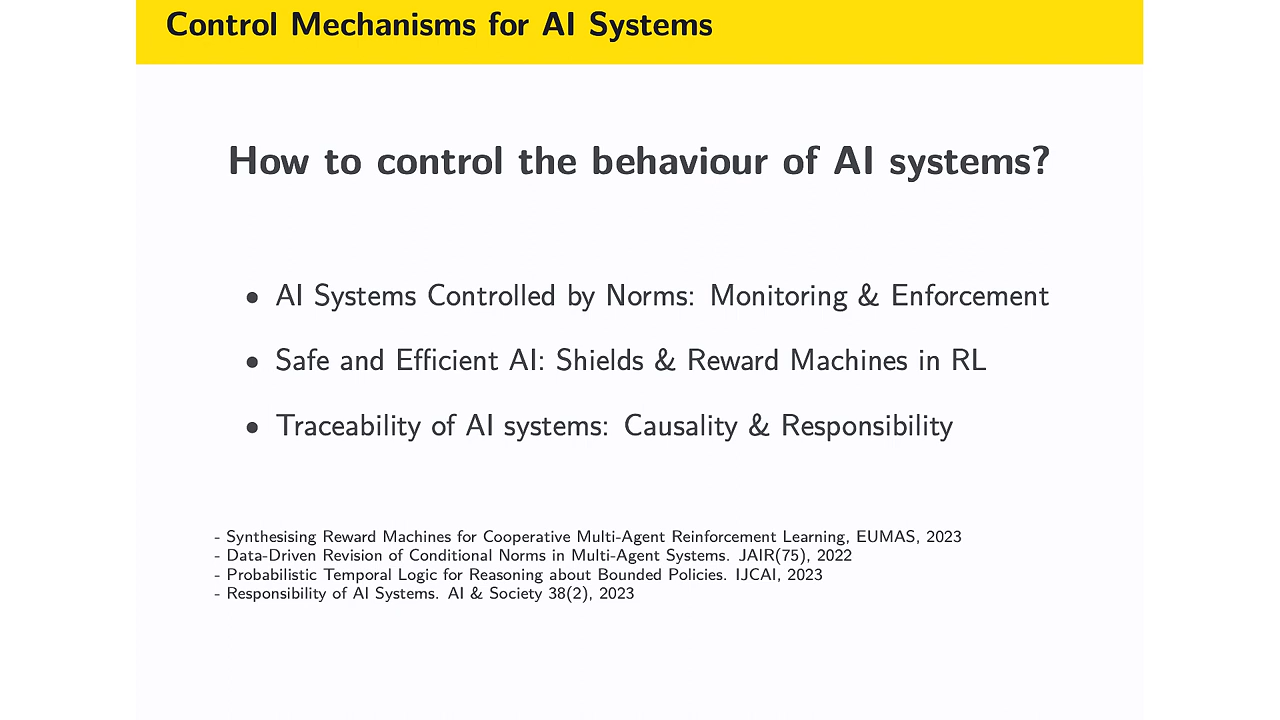 Control Mechanisms for AI Systems
How to control the behaviour of AI systems?
• AI Systems Controlled by Norms: Monitoring & Enforcement
• Safe and Efficient AI: Shields & Reward Machines in RL
• Traceability of AI systems: Causality & Responsibility
- Synthesising Reward Machines for Cooperative Multi-Agent Reinforcement Learning, EUMAS, 2023
- Data-Driven Revision of Conditional Norms in Multi-Agent Systems. JAIR(75), 2022
- Probabilistic Temporal Logic for Reasoning about Bounded Policies. IJCAI, 2023
- Responsibility of AI Systems. AI & Society 38(2), 2023